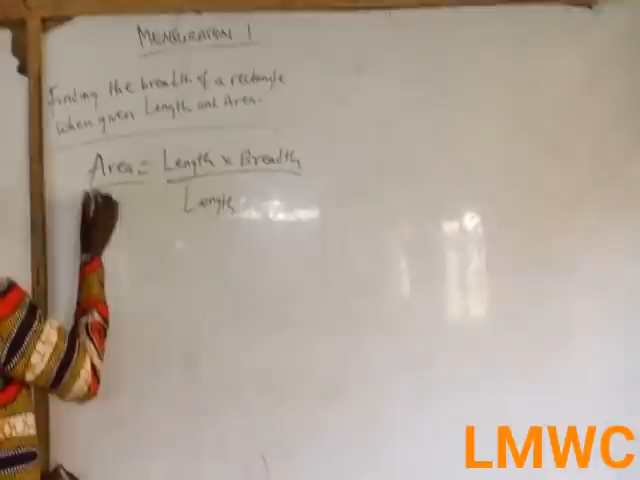 MENSURATION 1
Finding the breadth of a rectangle
when given Length and Area.
Area = Length x Breadth
Length
LMWC